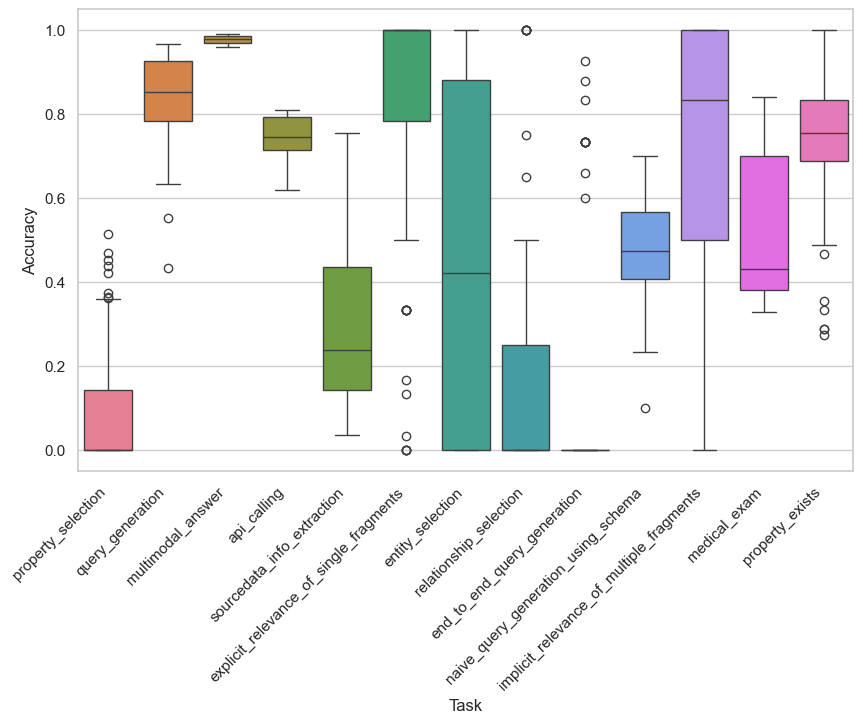 1.0
0.8
0.6
0.4
0.2
0.0
Accuracy
property_selection
query_generation
multimodal_answer
api_calling
sourcedata_info_extraction
explicit_relevance_of_single_fragments
entity_selection
relationship_selection
end_to_end_query_generation
naive_query_generation_using_schema
implicit_relevance_of_multiple_fragments
medical_exam
property_exists
Task